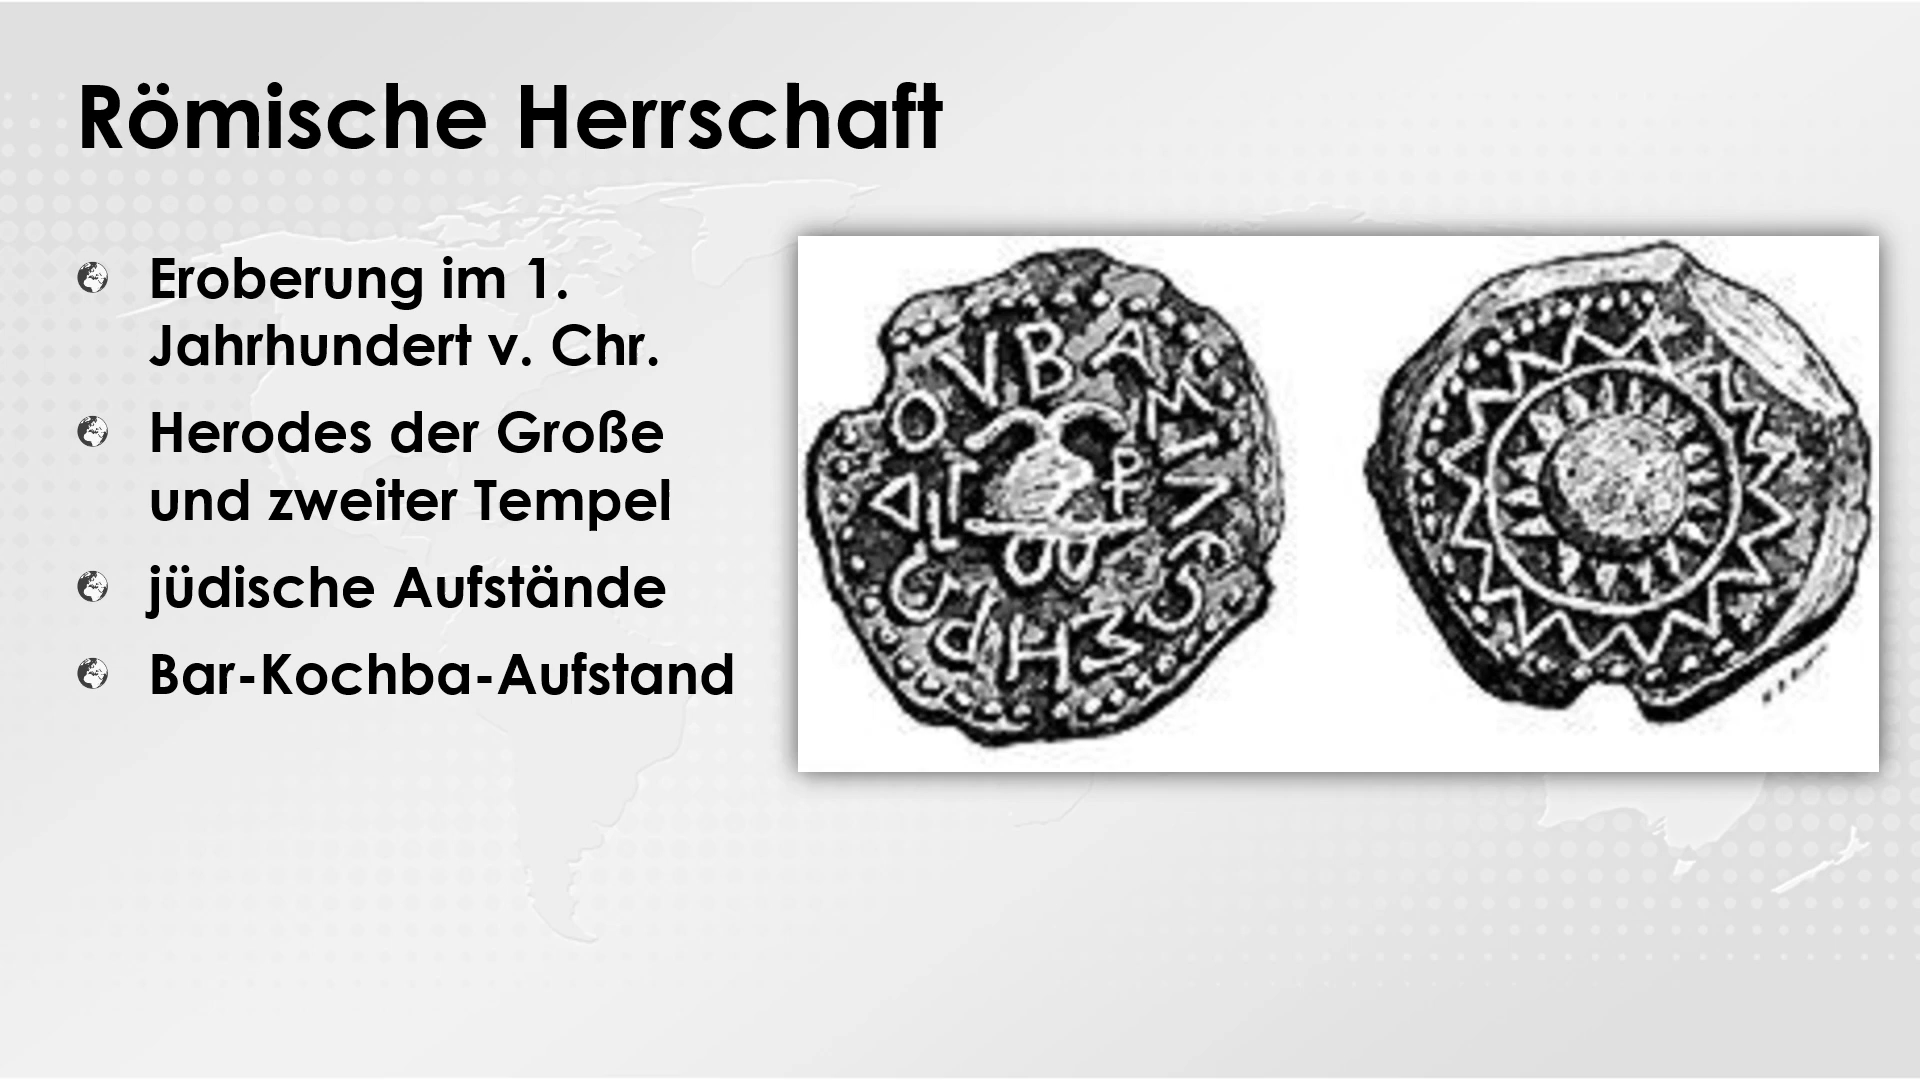 Römische Herrschaft
Eroberung im 1.
Jahrhundert v. Chr.
Herodes der Große
und zweiter Tempel
jüdische Aufstände
Bar-Kochba-Aufstand